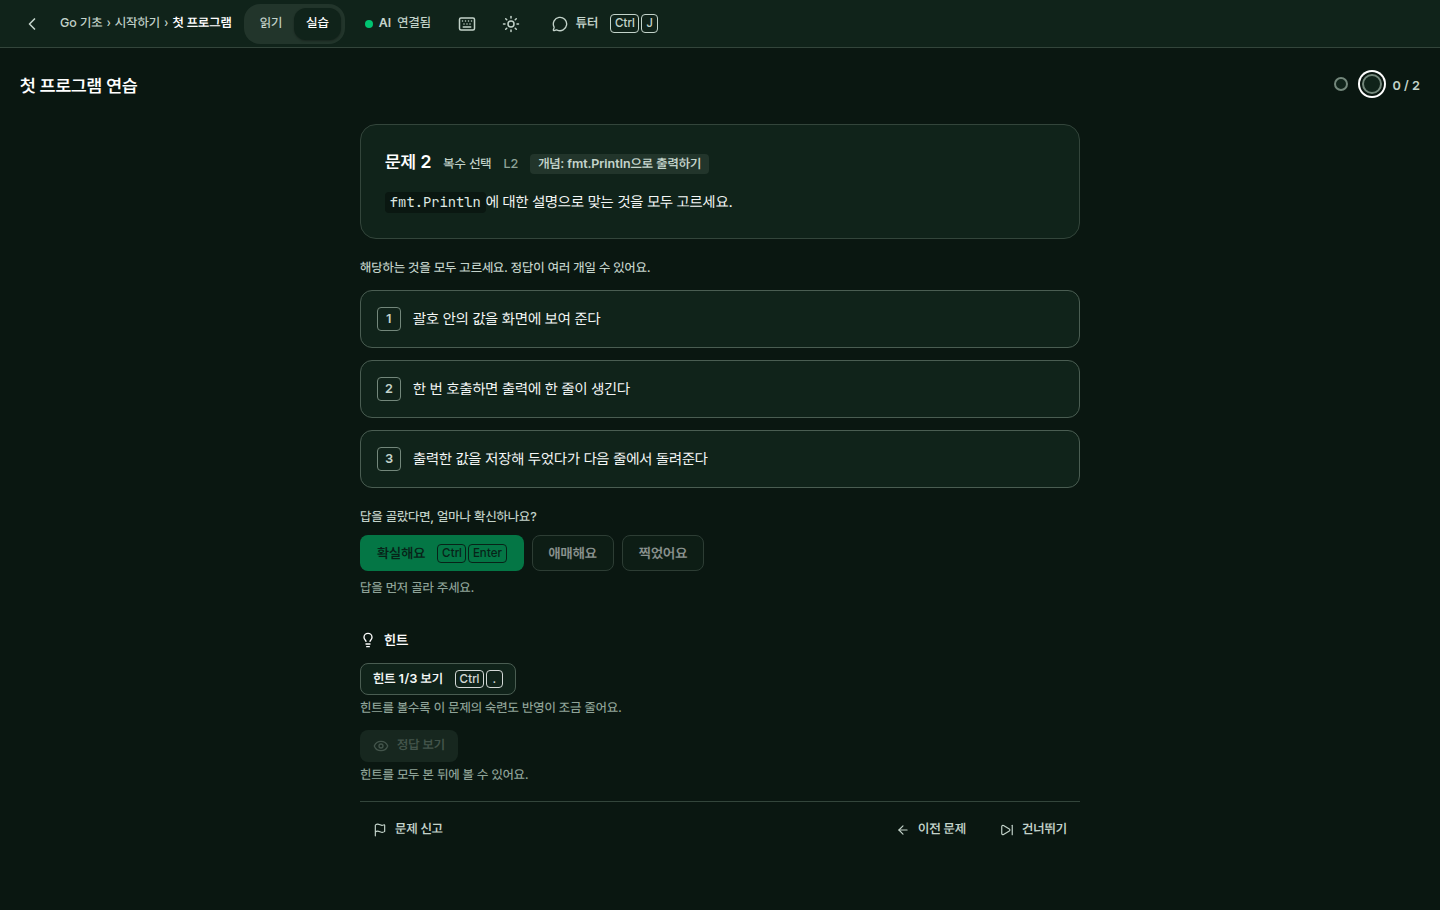 Go 기초 › 시작하기 › 첫 프로그램 읽기 실습 AI 연결됨 튜터 Ctrl J
첫 프로그램 연습 0 / 2
문제 2 복수 선택 L2 개념: fmt.Println으로 출력하기
fmt.Println에 대한 설명으로 맞는 것을 모두 고르세요.
해당하는 것을 모두 고르세요. 정답이 여러 개일 수 있어요.
1 괄호 안의 값을 화면에 보여 준다
2 한 번 호출하면 출력에 한 줄이 생긴다
3 출력한 값을 저장해 두었다가 다음 줄에서 돌려준다
답을 골랐다면, 얼마나 확신하나요?
확실해요 Ctrl Enter 애매해요 찍었어요
답을 먼저 골라 주세요.
힌트
힌트 1/3 보기 Ctrl .
힌트를 볼수록 이 문제의 숙련도 반영이 조금 줄어요.
정답 보기
힌트를 모두 본 뒤에 볼 수 있어요.
문제 신고 이전 문제 건너뛰기